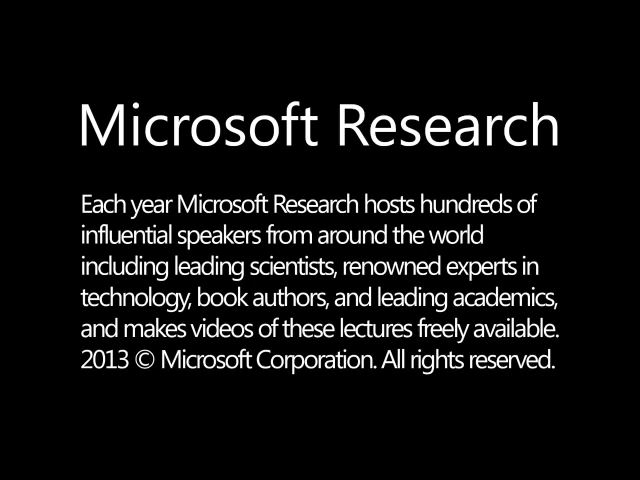 Microsoft Research
Each year Microsoft Research hosts hundreds of
influential speakers from around the world
including leading scientists, renowned experts in
technology, book authors, and leading academics,
and makes videos of these lectures freely available.
2013 © Microsoft Corporation. All rights reserved.